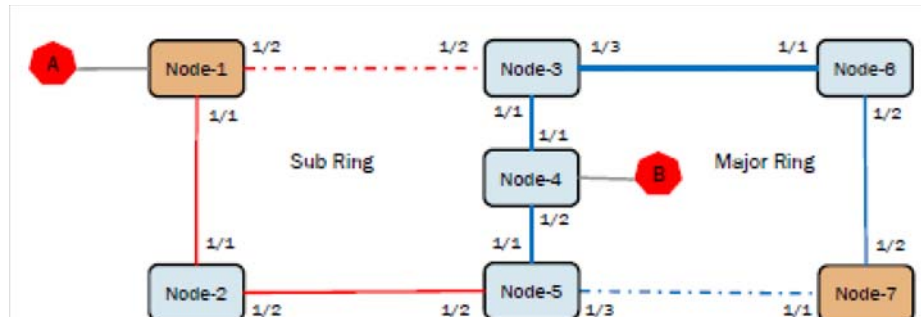 A
Node-1
1/2
1/2
Node-3
1/3
1/1
Node-6
1/1
1/1
1/2
1/1
Sub Ring
Node-4
B
Major Ring
1/2
1/1
1/1
1/2
Node-2
1/2
1/2
Node-5
1/3
1/1
Node-7